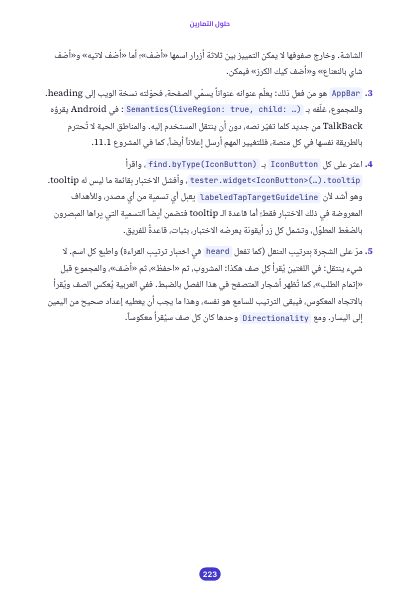 حلول التمارين
الشاشة. وخارج صفوفها لا يمكن التمييز بين ثلاثة أزرار اسمها «أضف»؛ أما «أضف لاتيه» و«أضف
شاي بالنعناع» و«أضف كيك الكرز» فيمكن.
3. AppBar هو من فعل ذلك: يعلّم عنوانه عنواناً يسمّي الصفحة، فحوّلته نسخة الويب إلى heading.
وللمجموع، غلّفه بـ Semantics(liveRegion: true, child: …) : في Android يقرؤه
TalkBack من جديد كلما تغيّر نصه، دون أن ينتقل المستخدم إليه. والمناطق الحية لا تُحترم
بالطريقة نفسها في كل منصة، فللتغيير المهم أرسل إعلاناً أيضاً، كما في المشروع 11.1.
4. اعثر على كل IconButton بـ find.byType(IconButton) ، واقرأ
tester.widget<IconButton>(…).tooltip ، وأفشل الاختبار بقائمة ما ليس له tooltip.
وهو أشد لأن labeledTapTargetGuideline يقبل أي تسمية من أي مصدر، وللأهداف
المعروضة في ذلك الاختبار فقط؛ أما قاعدة الـ tooltip فتضمن أيضاً التسمية التي يراها المبصرون
بالضغط المطوّل، وتشمل كل زر أيقونة يعرضه الاختبار، بثبات، قاعدةً للفريق.
5. مرّ على الشجرة بترتيب التنقل (كما تفعل heard في اختبار ترتيب القراءة) واطبع كل اسم. لا
شيء ينتقل: في اللغتين يُقرأ كل صف هكذا: المشروب، ثم «احفظ»، ثم «أضف»، والمجموع قبل
«إتمام الطلب»، كما تُظهر أشجار المتصفح في هذا الفصل بالضبط. ففي العربية يُعكس الصف ويُقرأ
بالاتجاه المعكوس، فيبقى الترتيب للسامع هو نفسه، وهذا ما يجب أن يعطيه إعداد صحيح من اليمين
إلى اليسار. ومع Directionality وحدها كان كل صف سيُقرأ معكوساً.
223